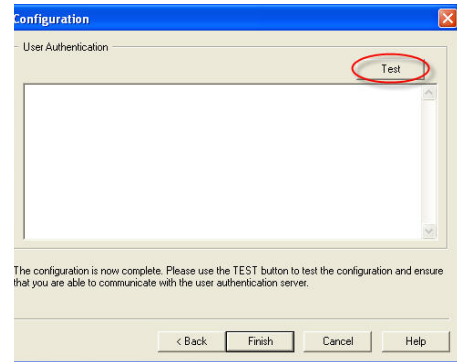 Configuration
User Authentication
Test
The configuration is now complete. Please use the TEST button to test the configuration and ensure
that you are able to communicate with the user authentication server.
< Back Finish Cancel Help